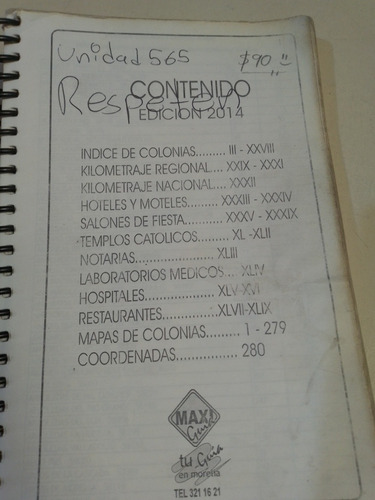 Unidad 565
$90
Respeten
CONTENIDO
EDICION 2014
INDICE DE COLONIAS......... III - XXVIII
KILOMETRAJE REGIONAL.... XXIX - XXXI
KILOMETRAJE NACIONAL.... XXXII
HOTELES Y MOTELES......... XXXIII - XXXIV
SALONES DE FIESTA........... XXXV - XXXIX
TEMPLOS CATOLICOS......... XL -XLII
NOTARIAS....................... XLIII
LABORATORIOS MEDICOS... XLIV
HOSPITALES.................... XLV-XVI
RESTAURANTES................XLVII-XLIX
MAPAS DE COLONIAS......... 1 - 279
COORDENADAS................ 280
MAXI
Guía
tu Guía
en morelia
TEL 321 16 21